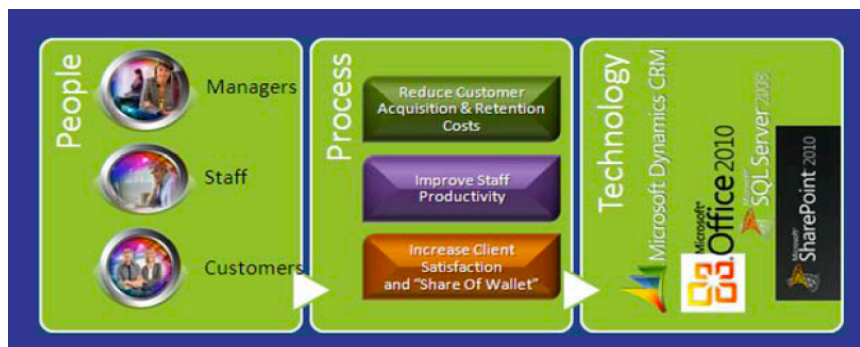 People
Managers
Staff
Customers
Process
Reduce Customer
Acquisition & Retention
Costs
Improve Staff
Productivity
Increase Client
Satisfaction
and "Share Of Wallet"
Technology
Microsoft Dynamics CRM
Microsoft®
Office 2010
Microsoft®
SQL Server 2008
Microsoft®
SharePoint 2010